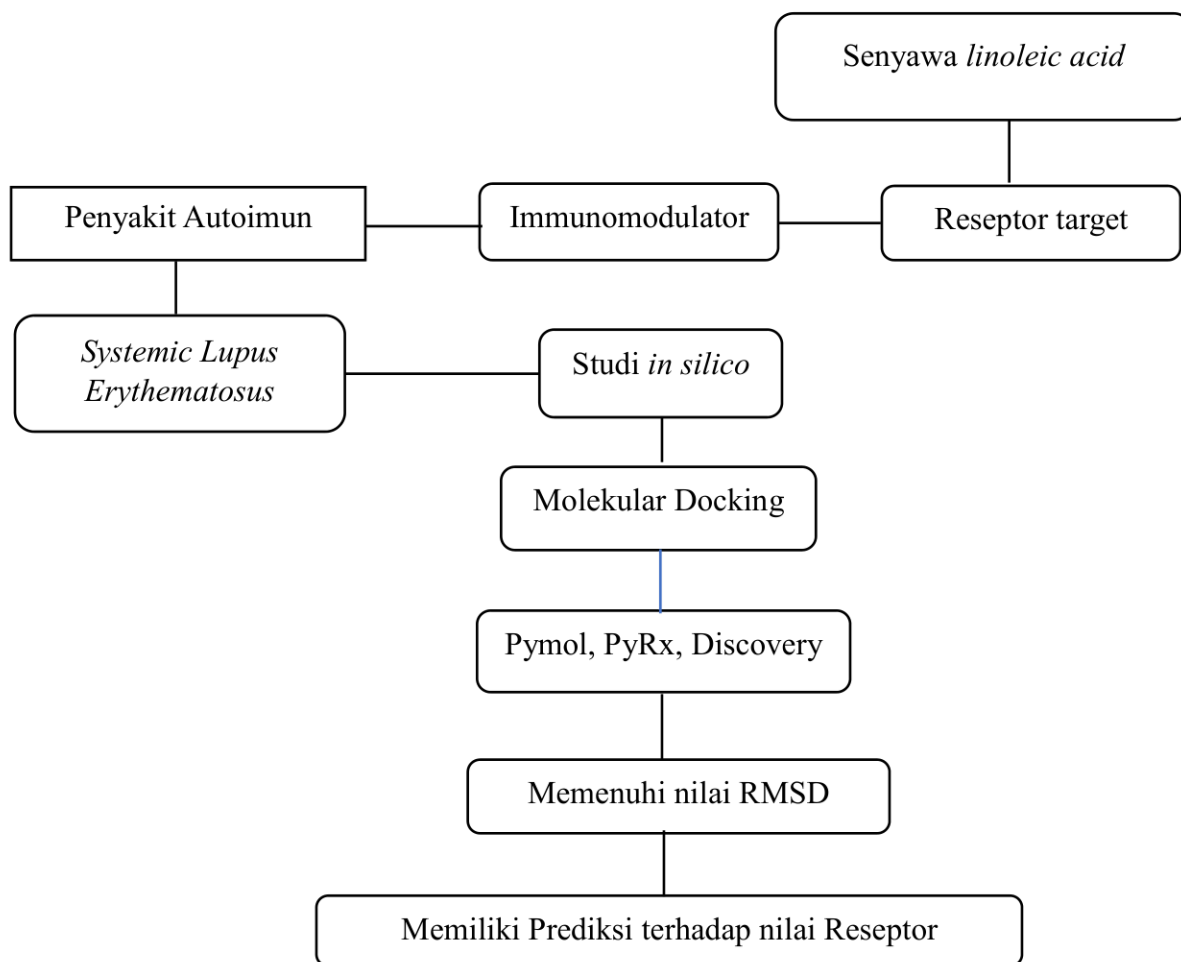 Senyawa linoleic acid
Penyakit Autoimun
Immunomodulator
Reseptor target
Systemic Lupus
Erythematosus
Studi in silico
Molekular Docking
Pymol, PyRx, Discovery
Memenuhi nilai RMSD
Memiliki Prediksi terhadap nilai Reseptor